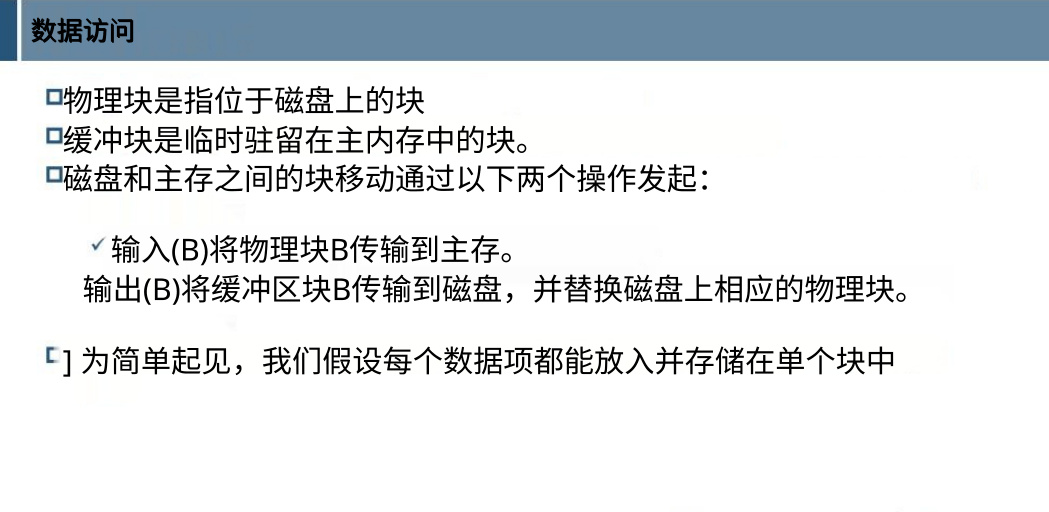 数据访问
物理块是指位于磁盘上的块
缓冲块是临时驻留在主内存中的块。
磁盘和主存之间的块移动通过以下两个操作发起：
输入(B)将物理块B传输到主存。
输出(B)将缓冲区块B传输到磁盘，并替换磁盘上相应的物理块。
] 为简单起见，我们假设每个数据项都能放入并存储在单个块中